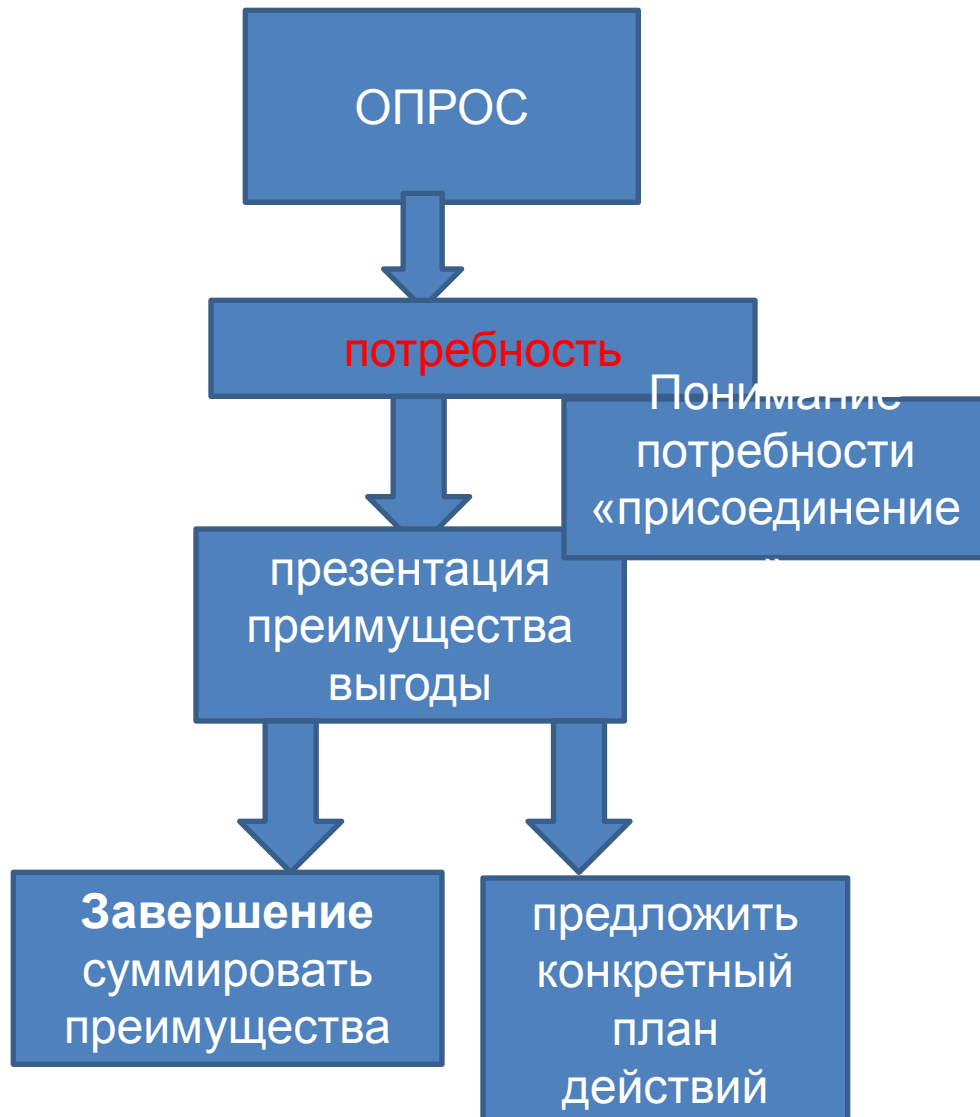 ОПРОС
потребность
Понимание
потребности
«присоединение
презентация
преимущества
выгоды
Завершение
суммировать
преимущества
предложить
конкретный
план
действий